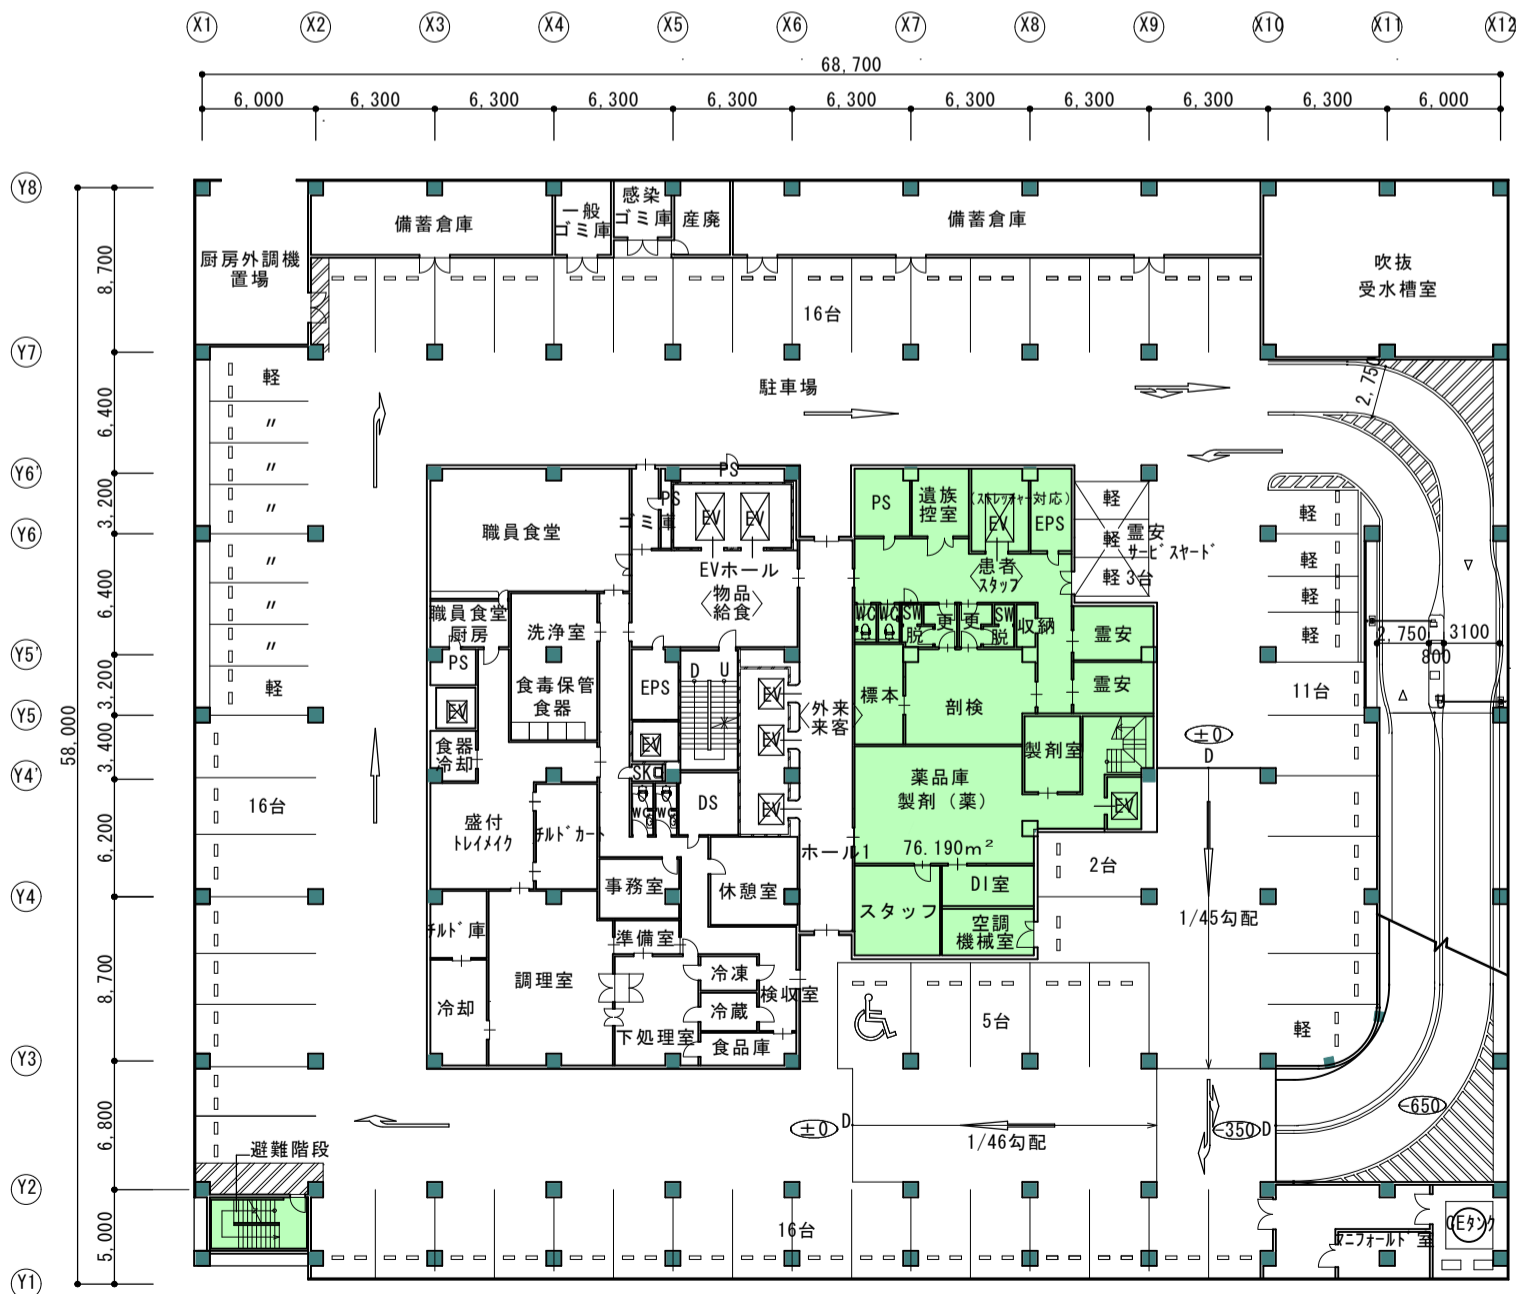 X1 X2 X3 X4 X5 X6 X7 X8 X9 X10 X11 X12
68,700
6,000 6,300 6,300 6,300 6,300 6,300 6,300 6,300 6,300 6,300 6,000
Y8
Y7
Y6'
Y6
Y5'
Y5
Y4'
Y4
Y3
Y2
Y1
58,000
8,700
6,400
3,200
6,400
3,200
3,400
6,200
8,700
6,800
5,000
厨房外調機
置場
備蓄倉庫
一般
ゴミ庫
感染
ゴミ庫
産廃
備蓄倉庫
吹抜
受水槽室
16台
駐車場
2,750
軽
〃
〃
〃
〃
〃
〃
軽
16台
職員食堂
ゴミ庫
PS
PS
EV
EV
EVホール
物品
給食
職員食堂
厨房
洗浄室
PS
EV
食器
冷却
食毒保管
食器
EPS
D U
EV
SK
WC
WC
DS
EV
EV
EV
外来
来客
ホール1
盛付
トレイメイク
チルドカート
事務室
休憩室
チルド庫
準備室
調理室
冷却
冷凍
冷蔵
検収室
下処理室
食品庫
PS
遺族
控室
(ストレッチャー対応)
EV
EPS
患者
スタッフ
WC
WC
SW
脱
更
更
SW
脱
収納
霊安
霊安
標本
剖検
製剤室
薬品庫
製剤(薬)
76.190m²
EV
スタッフ
DI室
空調
機械室
軽
軽
軽
霊安
サービスヤード
3台
軽
軽
軽
軽
11台
2,750
800
3100
±0
D
2台
1/45勾配
軽
5台
±0
D
1/46勾配
-350
D
-650
避難階段
16台
マニフォールド室
CEタンク